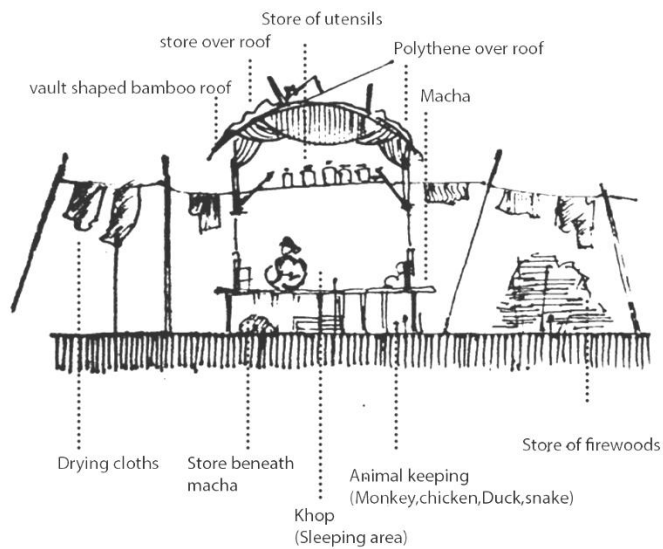 Store of utensils
store over roof
Polythene over roof
vault shaped bamboo roof
Macha
Drying cloths
Store beneath
macha
Animal keeping
(Monkey,chicken,Duck,snake)
Khop
(Sleeping area)
Store of firewoods